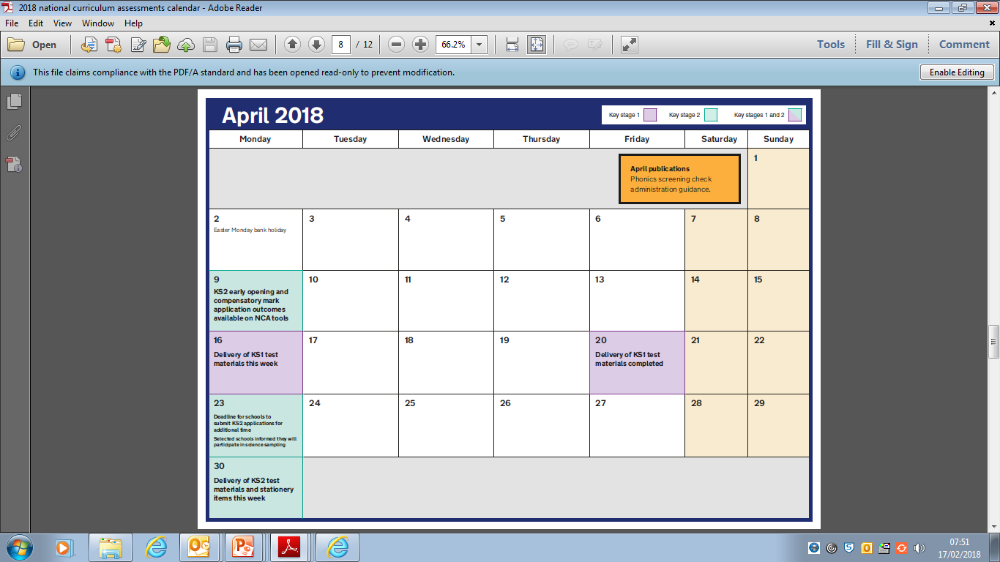 2018 national curriculum assessments calendar - Adobe Reader
File Edit View Window Help
Open 8 / 12 66.2% Tools Fill & Sign Comment
This file claims compliance with the PDF/A standard and has been opened read-only to prevent modification. Enable Editing
April 2018 Key stage 1 Key stage 2 Key stages 1 and 2
Monday Tuesday Wednesday Thursday Friday Saturday Sunday
April publications
Phonics screening check
administration guidance.
1
2 3 4 5 6 7 8
Easter Monday bank holiday
9 10 11 12 13 14 15
KS2 early opening and
compensatory mark
application outcomes
available on NCA tools
16 17 18 19 20 21 22
Delivery of KS1 test
materials this week
Delivery of KS1 test
materials completed
23 24 25 26 27 28 29
Deadline for schools to
submit KS2 applications for
additional time
Selected schools informed they will
participate in science sampling
30
Delivery of KS2 test
materials and stationery
items this week
07:51
17/02/2018